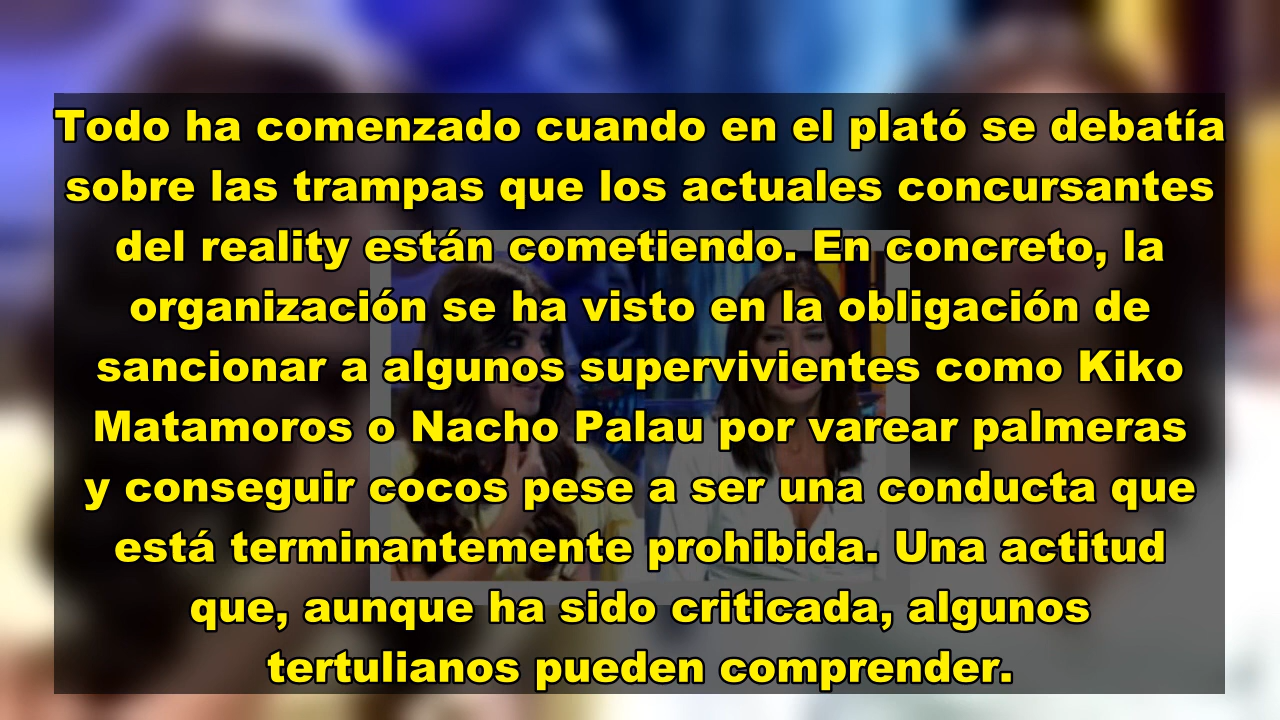 Todo ha comenzado cuando en el plató se debatía
sobre las trampas que los actuales concursantes
del reality están cometiendo. En concreto, la
organización se ha visto en la obligación de
sancionar a algunos supervivientes como Kiko
Matamoros o Nacho Palau por varear palmeras
y conseguir cocos pese a ser una conducta que
está terminantemente prohibida. Una actitud
que, aunque ha sido criticada, algunos
tertulianos pueden comprender.